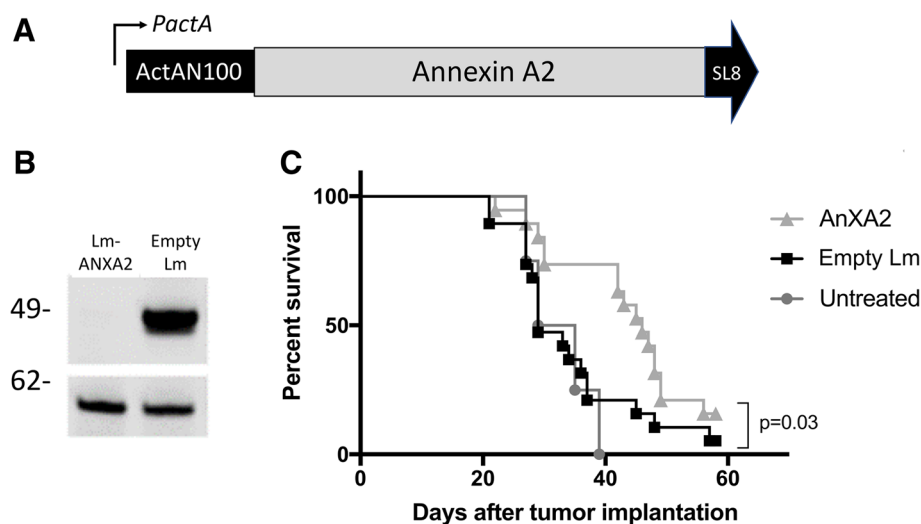 A
PactA
ActAN100 Annexin A2 SL8
B
Lm-
ANXA2
Empty
Lm
49-
62-
C
Percent survival
100
50
0
0 20 40 60
Days after tumor implantation
AnXA2
Empty Lm
Untreated
p=0.03